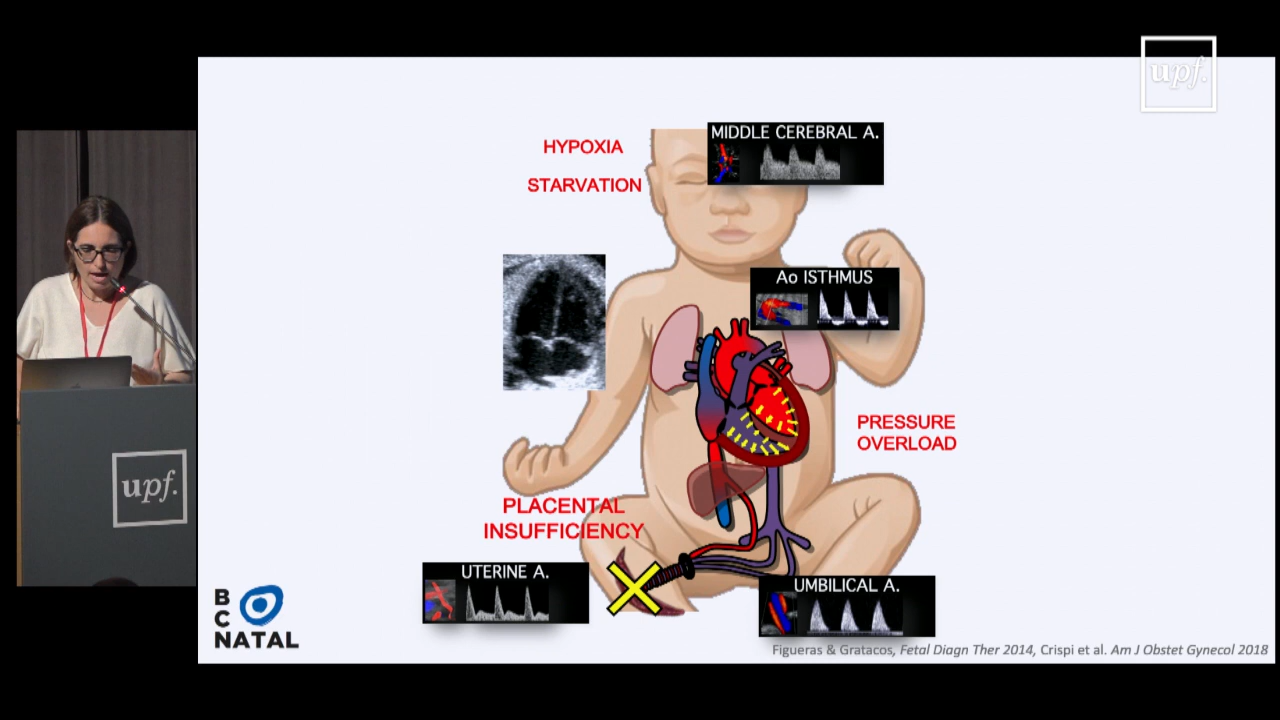 upf.
HYPOXIA
STARVATION
MIDDLE CEREBRAL A.
Ao ISTHMUS
PRESSURE
OVERLOAD
PLACENTAL
INSUFFICIENCY
UTERINE A.
UMBILICAL A.
upf.
B
C
NATAL
Figueras & Gratacos, Fetal Diagn Ther 2014, Crispi et al. Am J Obstet Gynecol 2018